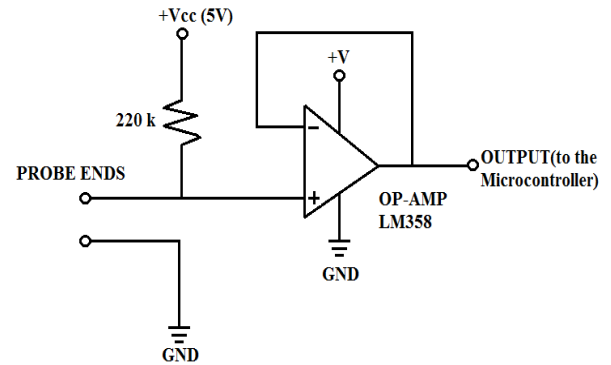 +Vcc (5V)
+V
220 k
PROBE ENDS
−
+
OUTPUT(to the
Microcontroller)
OP-AMP
LM358
GND
GND